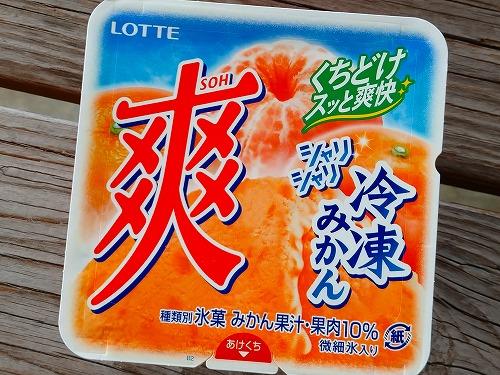 LOTTE
爽
SOH
くちどけ
スッと爽快
シャリ
シャリ
冷凍
みかん
種類別 氷菓 みかん果汁・果肉10%
微細氷入り
紙
あけくち
112